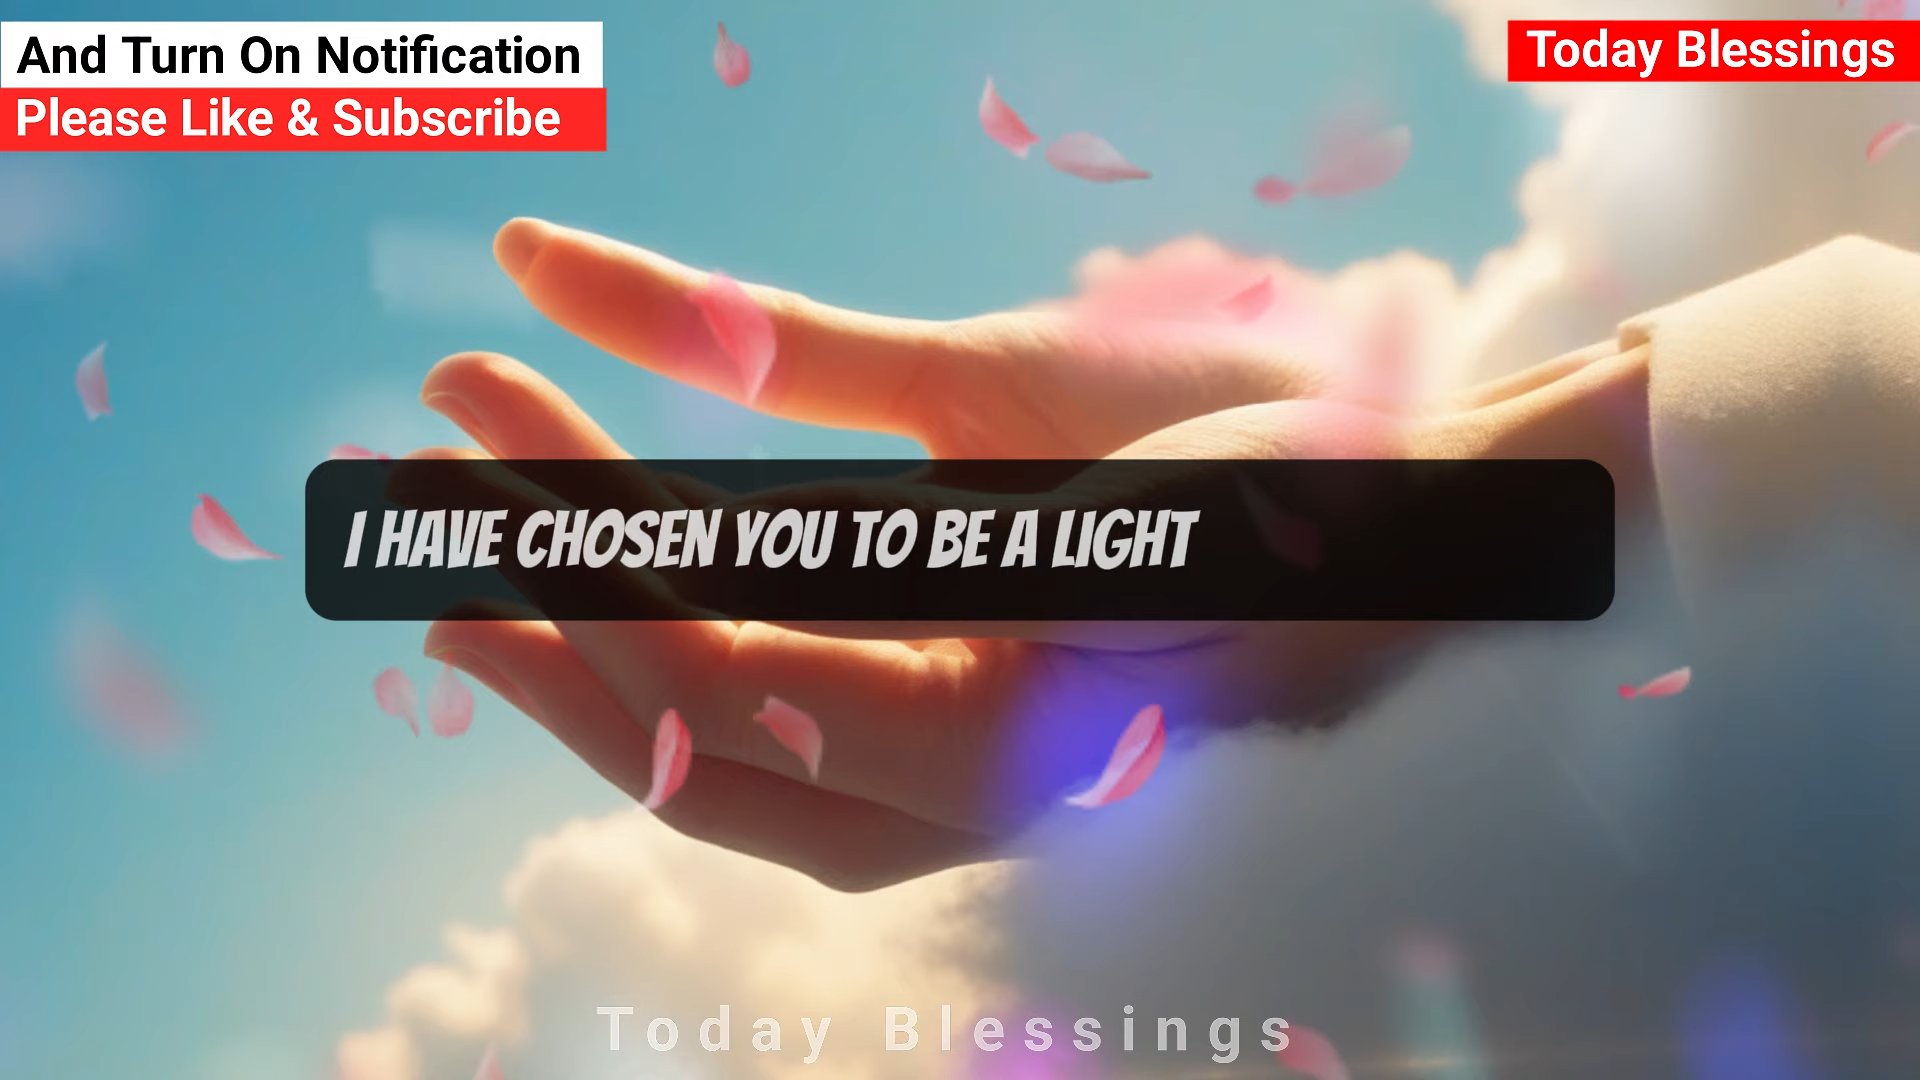 And Turn On Notification
Please Like & Subscribe
Today Blessings
I HAVE CHOSEN YOU TO BE A LIGHT
Today Blessings